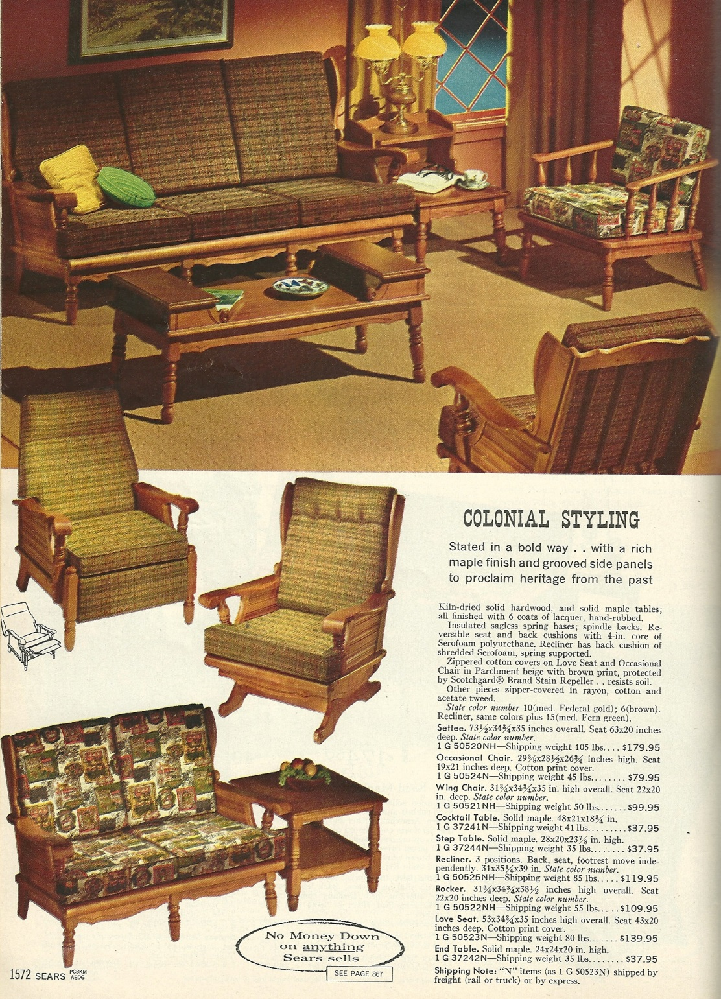 COLONIAL STYLING
Stated in a bold way . . with a rich
maple finish and grooved side panels
to proclaim heritage from the past
Kiln-dried solid hardwood, and solid maple tables;
all finished with 6 coats of lacquer, hand-rubbed.
Insulated sagless spring bases; spindle backs. Re-
versible seat and back cushions with 4-in. core of
Serofoam polyurethane. Recliner has back cushion of
shredded Serofoam, spring supported.
Zippered cotton covers on Love Seat and Occasional
Chair in Parchment beige with brown print, protected
by Scotchgard® Brand Stain Repeller . . resists soil.
Other pieces zipper-covered in rayon, cotton and
acetate tweed.
State color number 10(med. Federal gold); 6(brown).
Recliner, same colors plus 15(med. Fern green).
Settee. 73½x34¾x35 inches overall. Seat 63x20 inches
deep. State color number.
1 G 50520NH—Shipping weight 105 lbs.... $179.95
Occasional Chair. 29⅜x28½x26¾ inches high. Seat
19x21 inches deep. Cotton print cover.
1 G 50524N—Shipping weight 45 lbs........ $79.95
Wing Chair. 31¾x34¾x35 in. high overall. Seat 22x20
in. deep. State color number.
1 G 50521NH—Shipping weight 50 lbs.......$99.95
Cocktail Table. Solid maple. 48x21x18¾ in.
1 G 37241N—Shipping weight 41 lbs.........$37.95
Step Table. Solid maple. 28x20x23⅞ in. high.
1 G 37244N—Shipping weight 35 lbs........ $37.95
Recliner. 3 positions. Back, seat, footrest move inde-
pendently. 31x35¼x39 in. State color number.
1 G 50525NH—Shipping weight 85 lbs..... $119.95
Rocker. 31¾x34¾x38½ inches high overall. Seat
22x20 inches deep. State color number.
1 G 50522NH—Shipping weight 55 lbs.....$109.95
Love Seat. 53x34¾x35 inches high overall. Seat 43x20
inches deep. Cotton print cover.
1 G 50523N—Shipping weight 80 lbs....... $139.95
End Table. Solid maple. 24x24x20 in. high.
1 G 37242N—Shipping weight 35 lbs........$37.95
Shipping Note: "N" items (as 1 G 50523N) shipped by
freight (rail or truck) or by express.
No Money Down
on anything
Sears sells
SEE PAGE 867
1572 SEARS PCBKM
AEDG